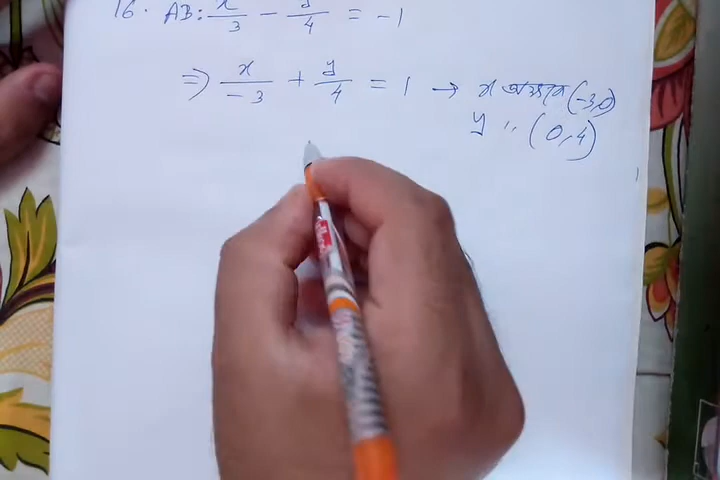 16. AB: x/3 - y/4 = -1
⇒ x/-3 + y/4 = 1 → x অক্ষকে (-3,0)
y ,, (0,4)